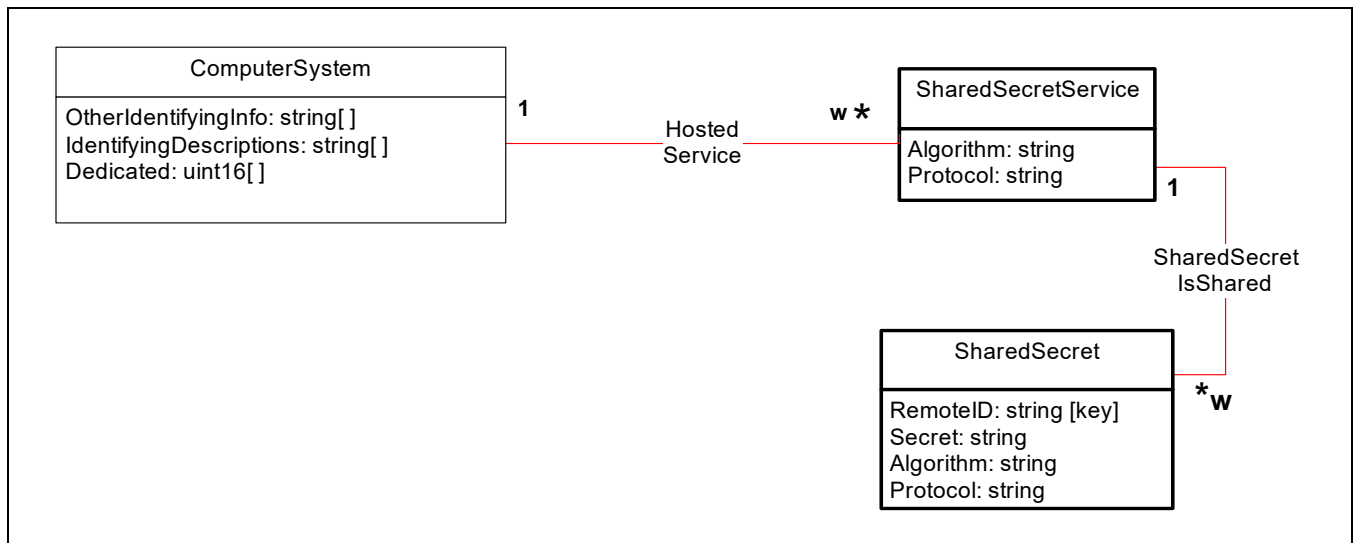 ComputerSystem
OtherIdentifyingInfo: string[ ]
IdentifyingDescriptions: string[ ]
Dedicated: uint16[ ]
1
Hosted
Service
w *
SharedSecretService
Algorithm: string
Protocol: string
1
SharedSecret
IsShared
*w
SharedSecret
RemoteID: string [key]
Secret: string
Algorithm: string
Protocol: string